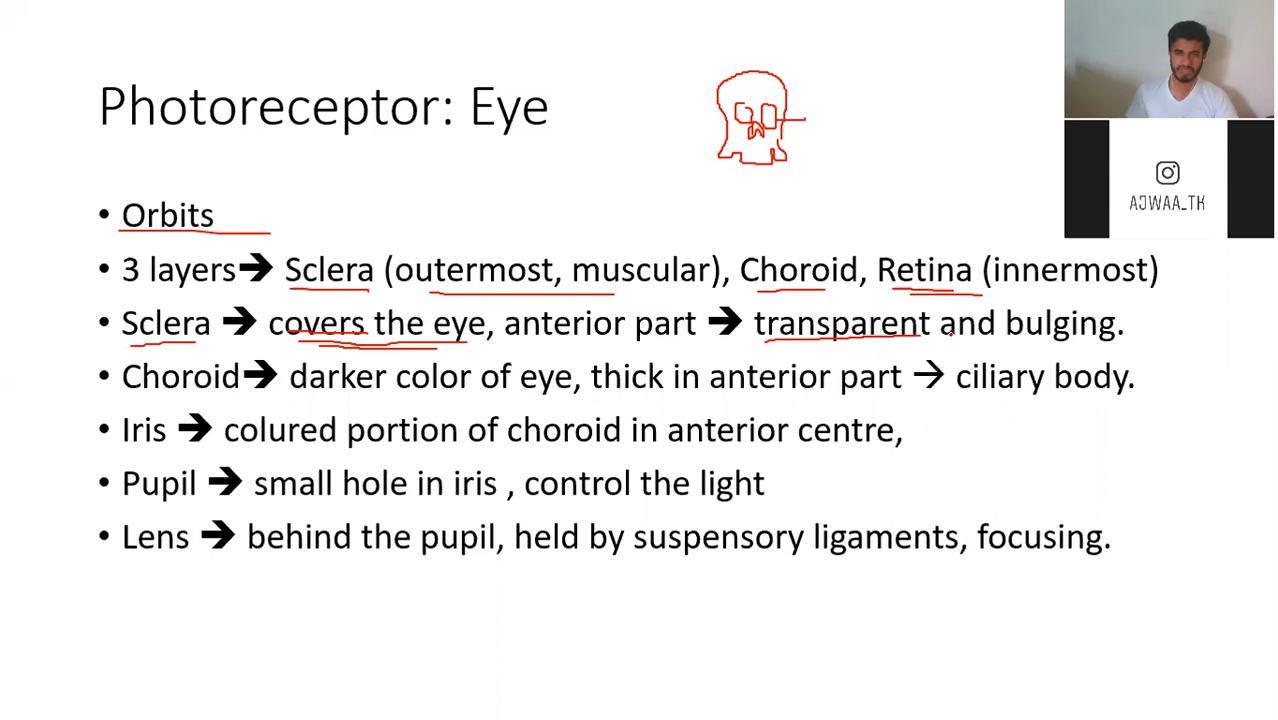 Photoreceptor: Eye
AJWAA_TK
• Orbits
• 3 layers🡪 Sclera (outermost, muscular), Choroid, Retina (innermost)
• Sclera 🡪 covers the eye, anterior part 🡪 transparent and bulging.
• Choroid🡪 darker color of eye, thick in anterior part → ciliary body.
• Iris 🡪 colured portion of choroid in anterior centre,
• Pupil 🡪 small hole in iris , control the light
• Lens 🡪 behind the pupil, held by suspensory ligaments, focusing.